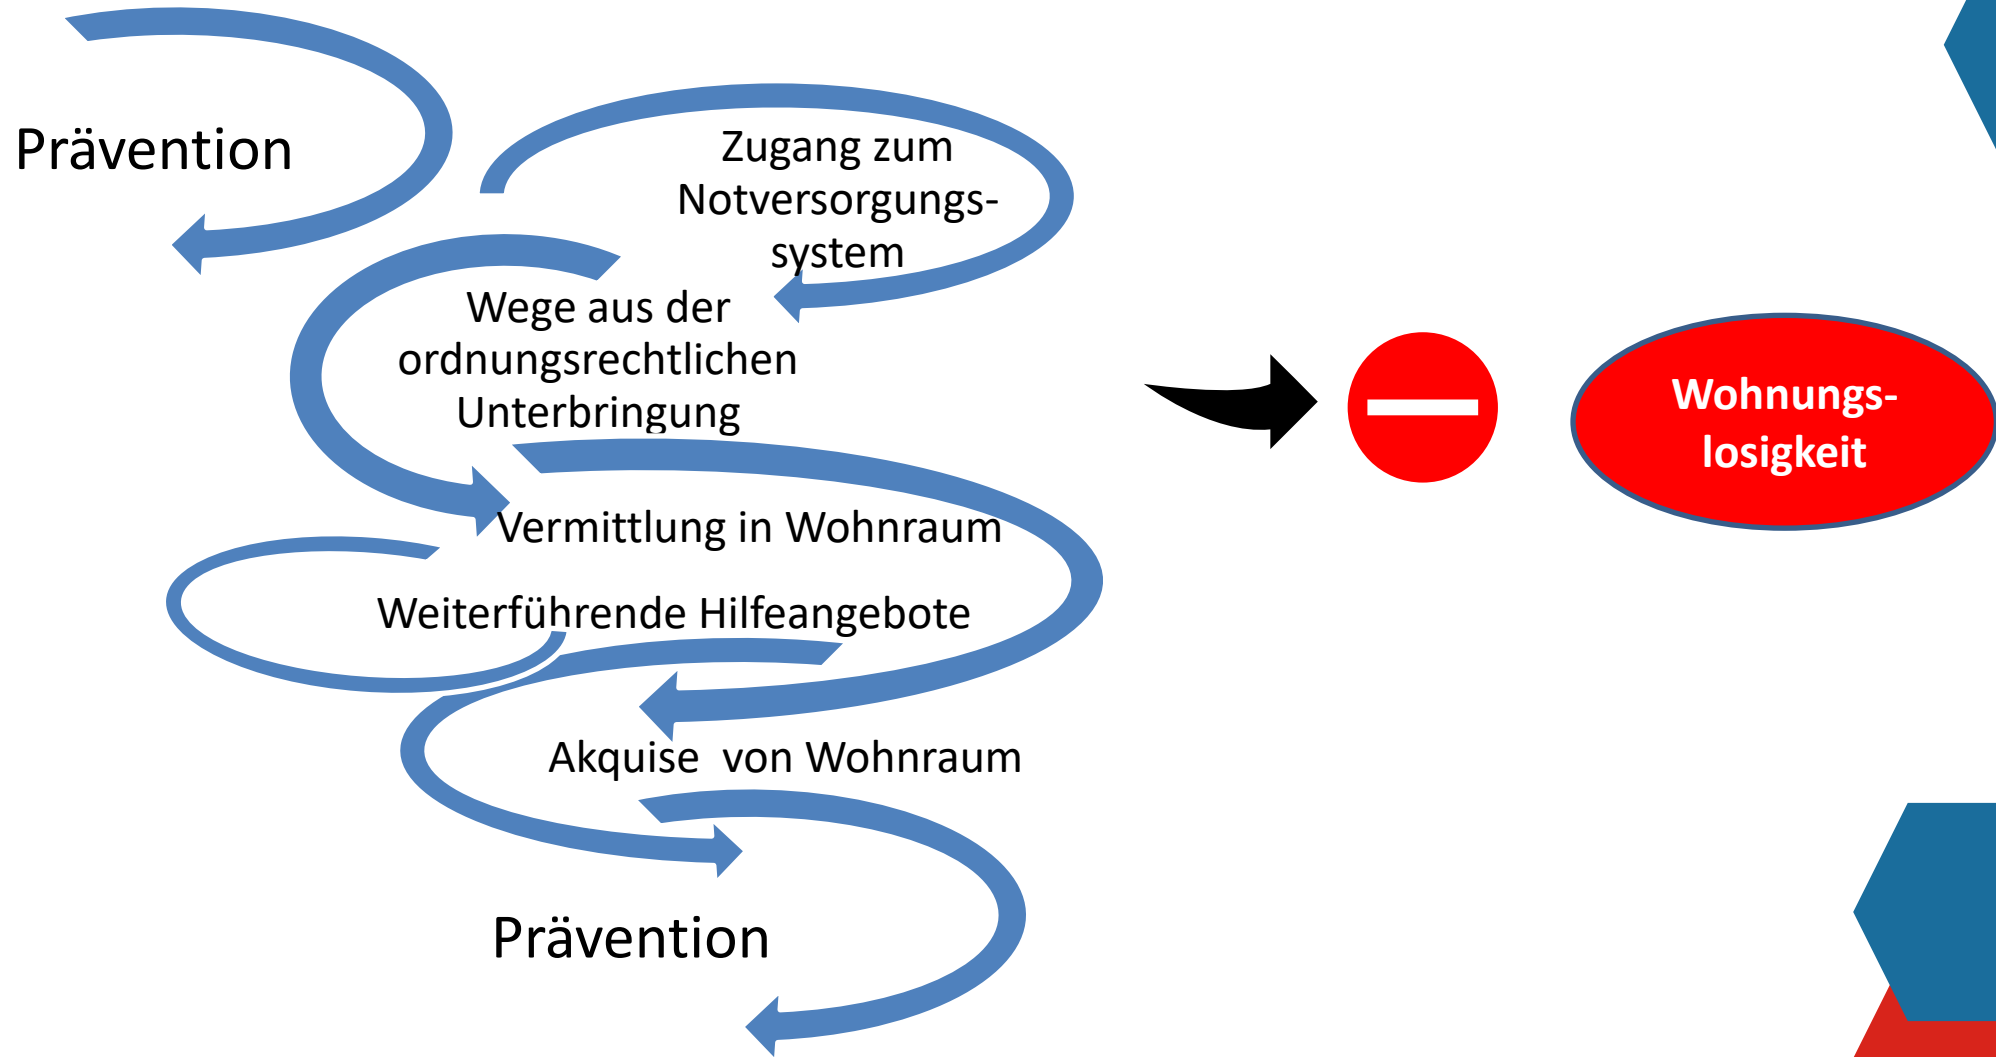 Prävention
Zugang zum
Notversorgungs-
system
Wege aus der
ordnungsrechtlichen
Unterbringung
Vermittlung in Wohnraum
Weiterführende Hilfeangebote
Akquise  von Wohnraum
Prävention
Wohnungs-
losigkeit